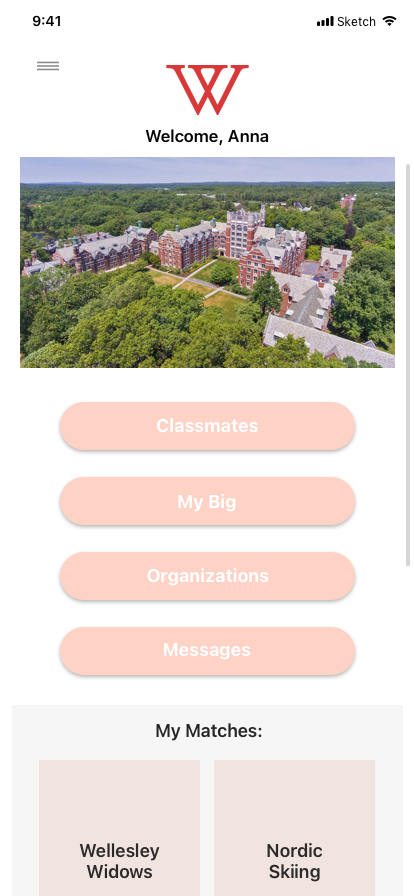 9:41 Sketch
W
Welcome, Anna
Classmates
My Big
Organizations
Messages
My Matches:
Wellesley
Widows
Nordic
Skiing